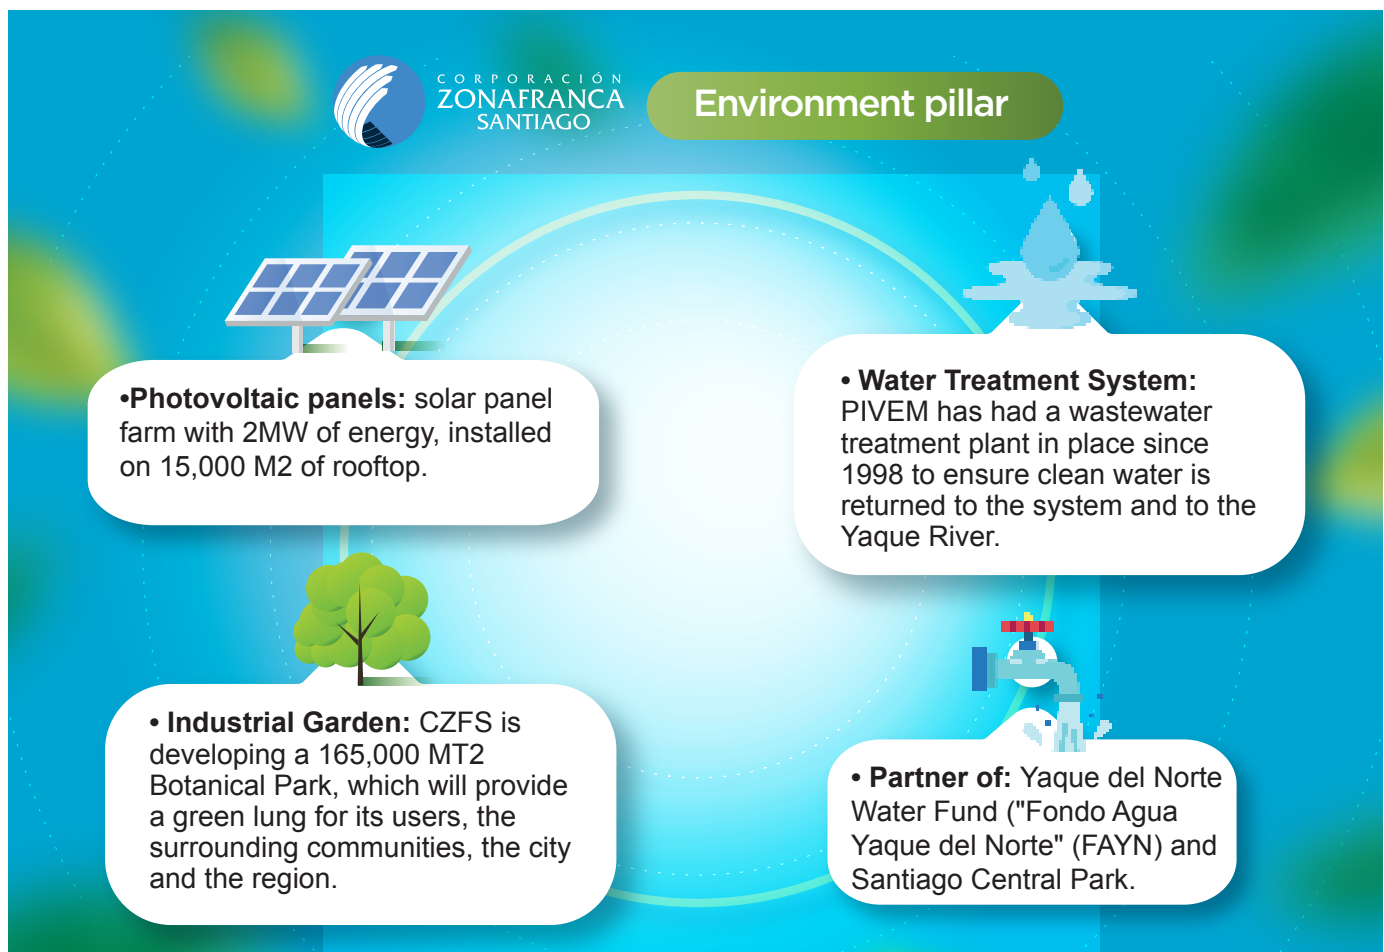 CORPORACIÓN
ZONAFRANCA
SANTIAGO
Environment pillar
•Photovoltaic panels: solar panel
farm with 2MW of energy, installed
on 15,000 M2 of rooftop.
• Water Treatment System:
PIVEM has had a wastewater
treatment plant in place since
1998 to ensure clean water is
returned to the system and to the
Yaque River.
• Industrial Garden: CZFS is
developing a 165,000 MT2
Botanical Park, which will provide
a green lung for its users, the
surrounding communities, the city
and the region.
• Partner of: Yaque del Norte
Water Fund ("Fondo Agua
Yaque del Norte" (FAYN) and
Santiago Central Park.